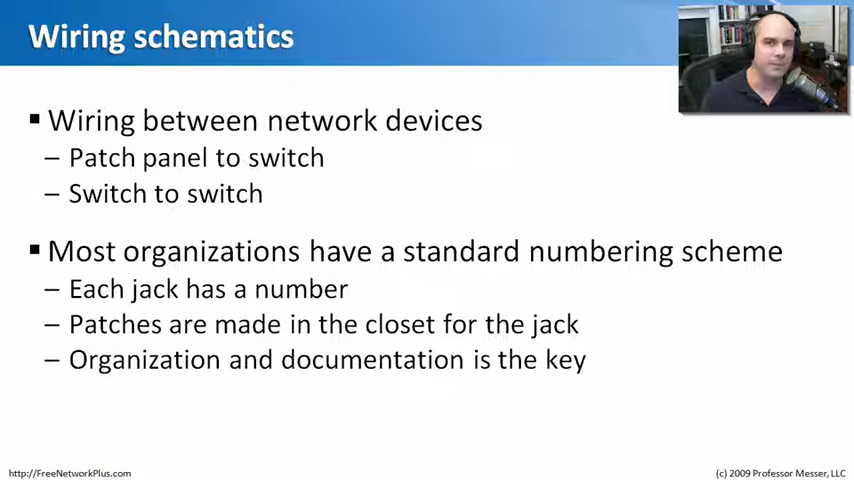 Wiring schematics
▪ Wiring between network devices
– Patch panel to switch
– Switch to switch
▪ Most organizations have a standard numbering scheme
– Each jack has a number
– Patches are made in the closet for the jack
– Organization and documentation is the key
http://FreeNetworkPlus.com
(c) 2009 Professor Messer, LLC